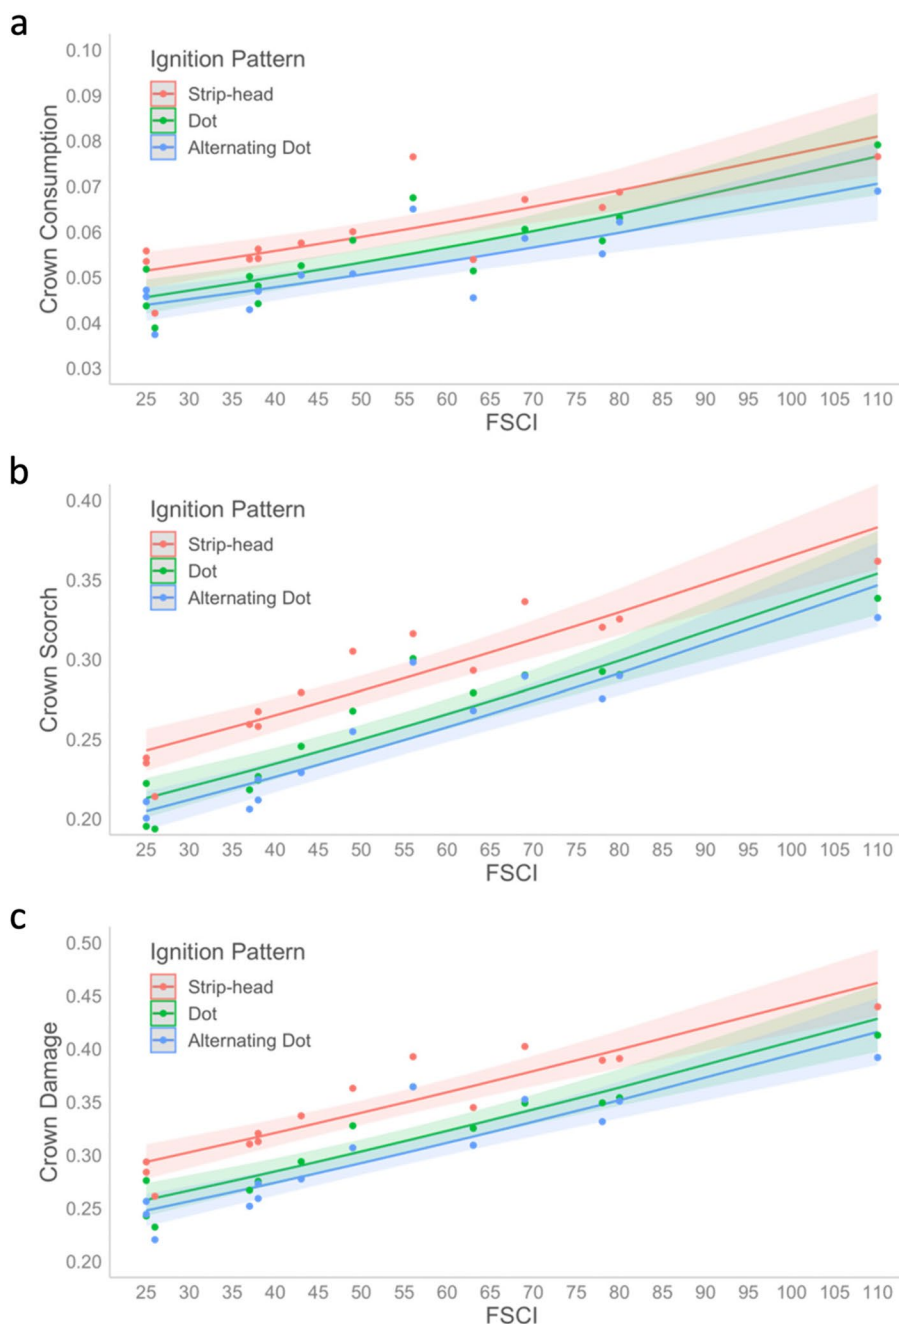 a
Crown Consumption
0.10
0.09
0.08
0.07
0.06
0.05
0.04
0.03
Ignition Pattern
Strip-head
Dot
Alternating Dot
25 30 35 38 43 45 50 55 60 65 70 75 80 85 90 95 100 105 110
FSCI
b
Crown Scorch
0.40
0.35
0.30
0.25
0.20
Ignition Pattern
Strip-head
Dot
Alternating Dot
25 30 35 40 45 50 55 60 65 70 75 80 85 90 95 100 105 110
FSCI
c
Crown Damage
0.50
0.45
0.40
0.35
0.30
0.25
0.20
Ignition Pattern
Strip-head
Dot
Alternating Dot
25 30 35 40 45 50 55 60 65 70 75 80 85 90 95 100 105 110
FSCI